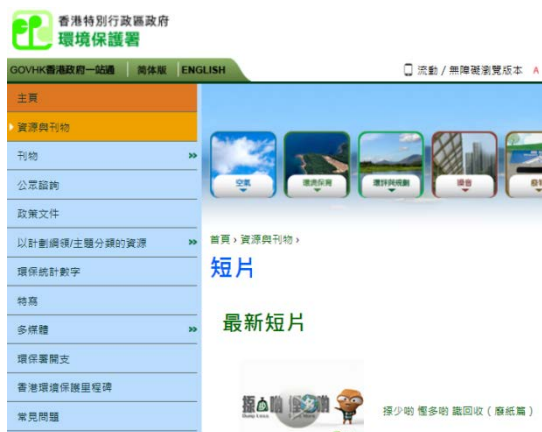 香港特別行政區政府
環境保護署
GOVHK香港政府一站通
简体版
ENGLISH
流動 / 無障礙瀏覽版本
A
主頁
資源與刊物
刊物
公眾諮詢
政策文件
以計劃綱領/主題分類的資源
環保統計數字
特寫
多媒體
環保署開支
香港環境保護里程碑
常見問題
空氣
環境保育
環評與規劃
噪音
首頁 › 資源與刊物 ›
短片
最新短片
揼少啲 慳多啲
揼少啲 慳多啲 識回收 ( 廢紙篇 )